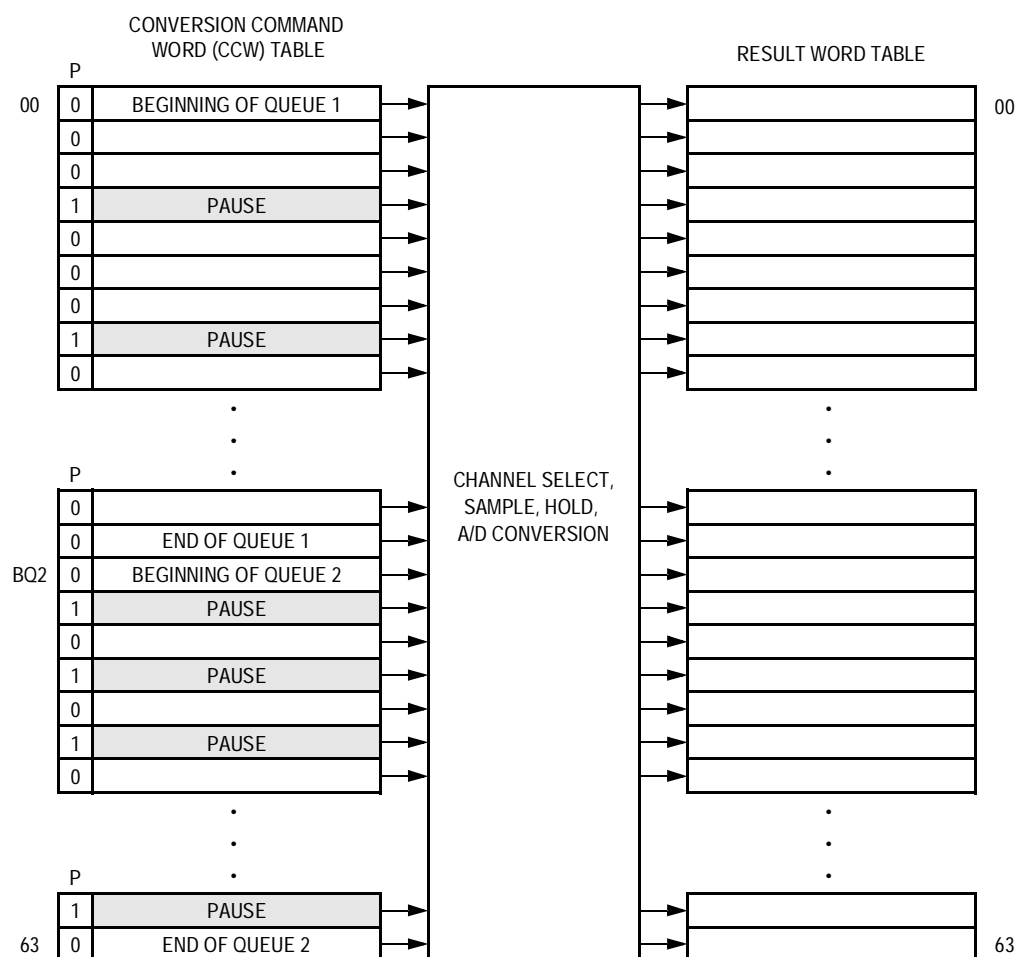 CONVERSION COMMAND
WORD (CCW) TABLE
RESULT WORD TABLE
P
00 0 BEGINNING OF QUEUE 1 00
0
0
1 PAUSE
0
0
0
1 PAUSE
0
P
CHANNEL SELECT,
SAMPLE, HOLD,
A/D CONVERSION
0
0 END OF QUEUE 1
BQ2 0 BEGINNING OF QUEUE 2
1 PAUSE
0
1 PAUSE
0
1 PAUSE
0
P
1 PAUSE
63 0 END OF QUEUE 2 63